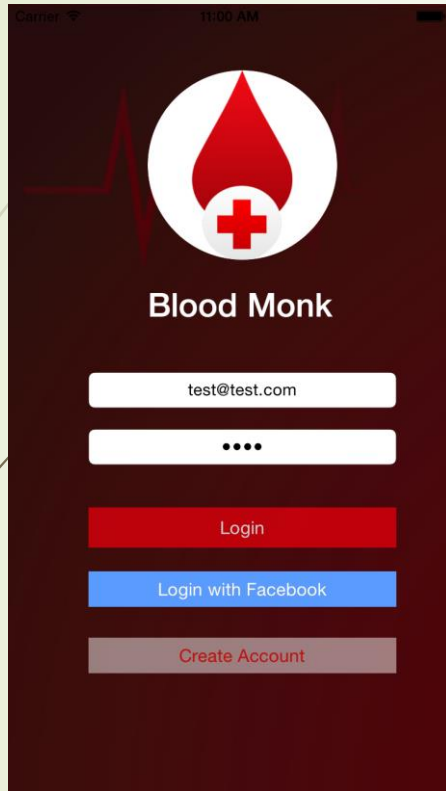 Carrier 11:00 AM
Blood Monk
test@test.com
••••
Login
Login with Facebook
Create Account